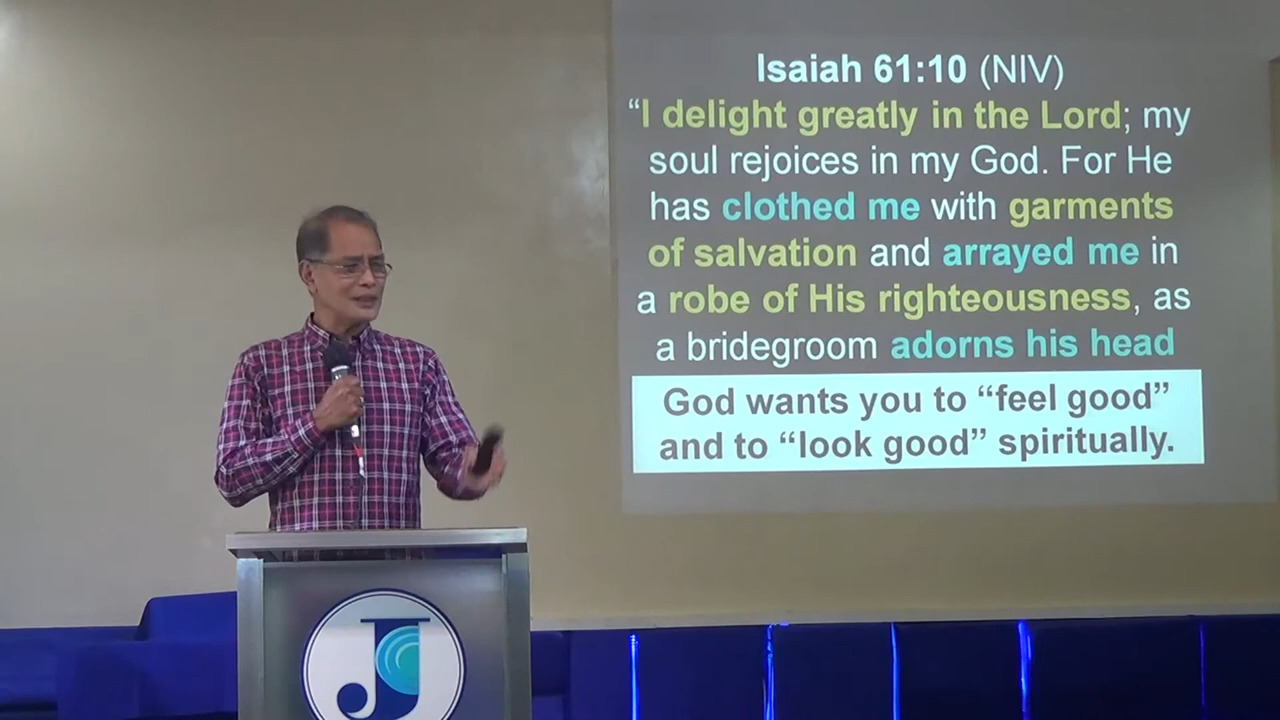 Isaiah 61:10 (NIV)
“I delight greatly in the Lord; my
soul rejoices in my God. For He
has clothed me with garments
of salvation and arrayed me in
a robe of His righteousness, as
a bridegroom adorns his head
God wants you to “feel good”
and to “look good” spiritually.
J